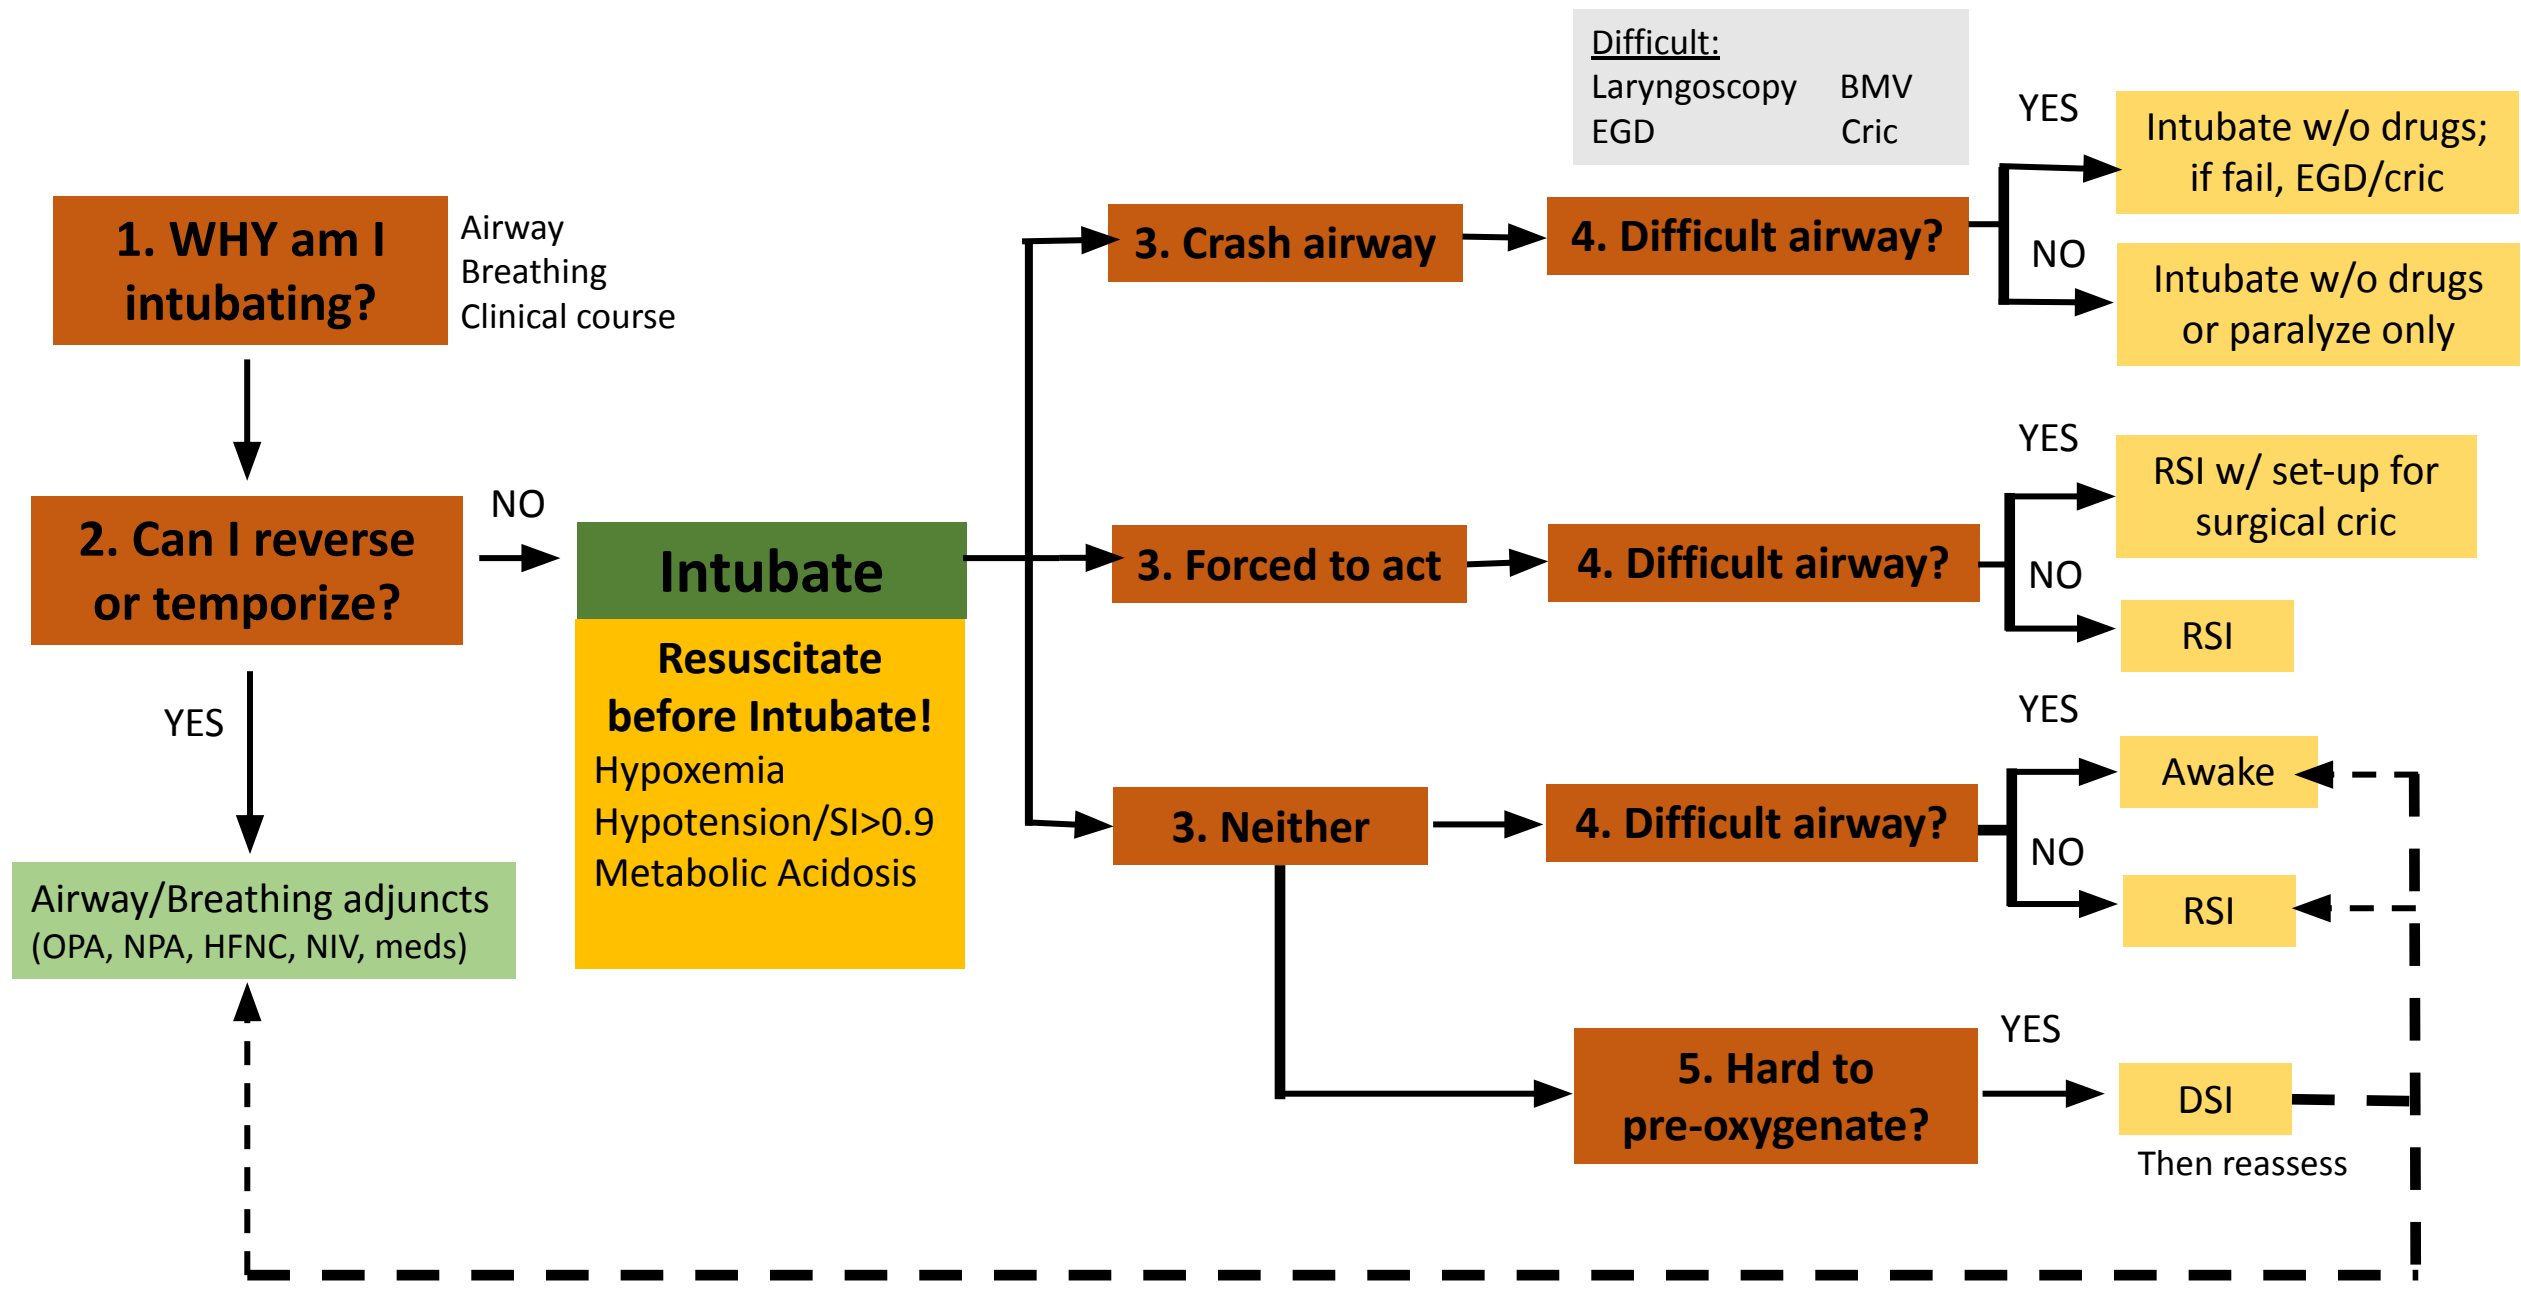 1. WHY am I
intubating?
Airway
Breathing
Clinical course
2. Can I reverse
or temporize?
NO
YES
Airway/Breathing adjuncts
(OPA, NPA, HFNC, NIV, meds)
Intubate
Resuscitate
before Intubate!
Hypoxemia
Hypotension/SI>0.9
Metabolic Acidosis
Difficult:
Laryngoscopy BMV
EGD Cric
3. Crash airway
4. Difficult airway?
YES
Intubate w/o drugs;
if fail, EGD/cric
NO
Intubate w/o drugs
or paralyze only
3. Forced to act
4. Difficult airway?
YES
RSI w/ set-up for
surgical cric
NO
RSI
3. Neither
4. Difficult airway?
YES
Awake
NO
RSI
5. Hard to
pre-oxygenate?
YES
DSI
Then reassess